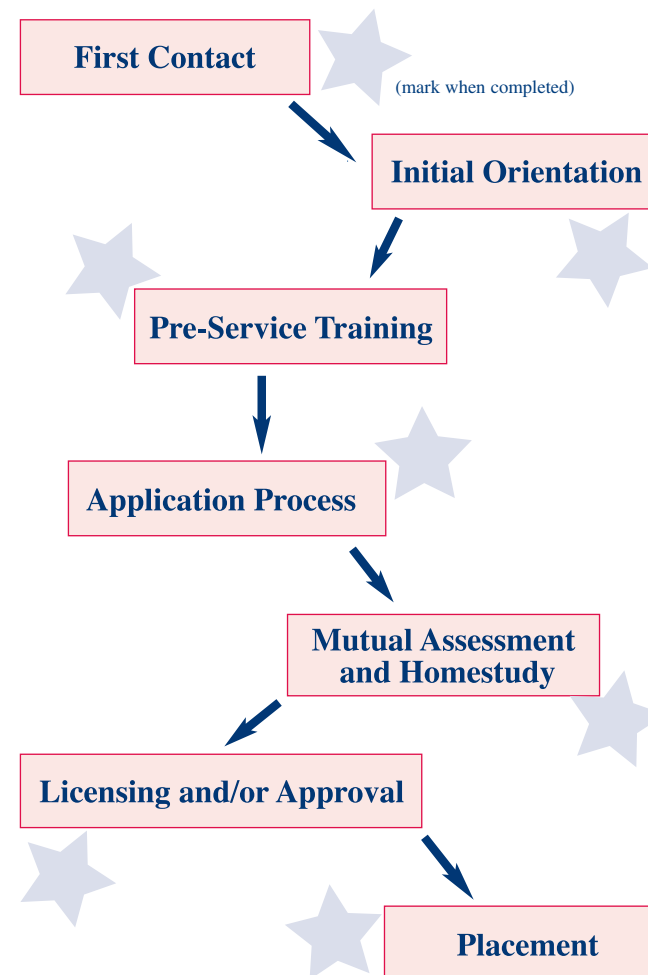 First Contact
(mark when completed)
Initial Orientation
Pre-Service Training
Application Process
Mutual Assessment
and Homestudy
Licensing and/or Approval
Placement